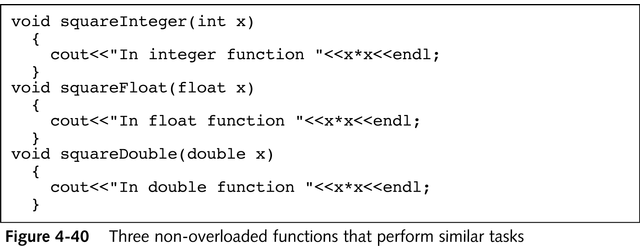 void squareInteger(int x)
  {
    cout<<"In integer function "<<x*x<<endl;
  }
void squareFloat(float x)
  {
    cout<<"In float function "<<x*x<<endl;
  }
void squareDouble(double x)
  {
    cout<<"In double function "<<x*x<<endl;
  }
Figure 4-40 Three non-overloaded functions that perform similar tasks